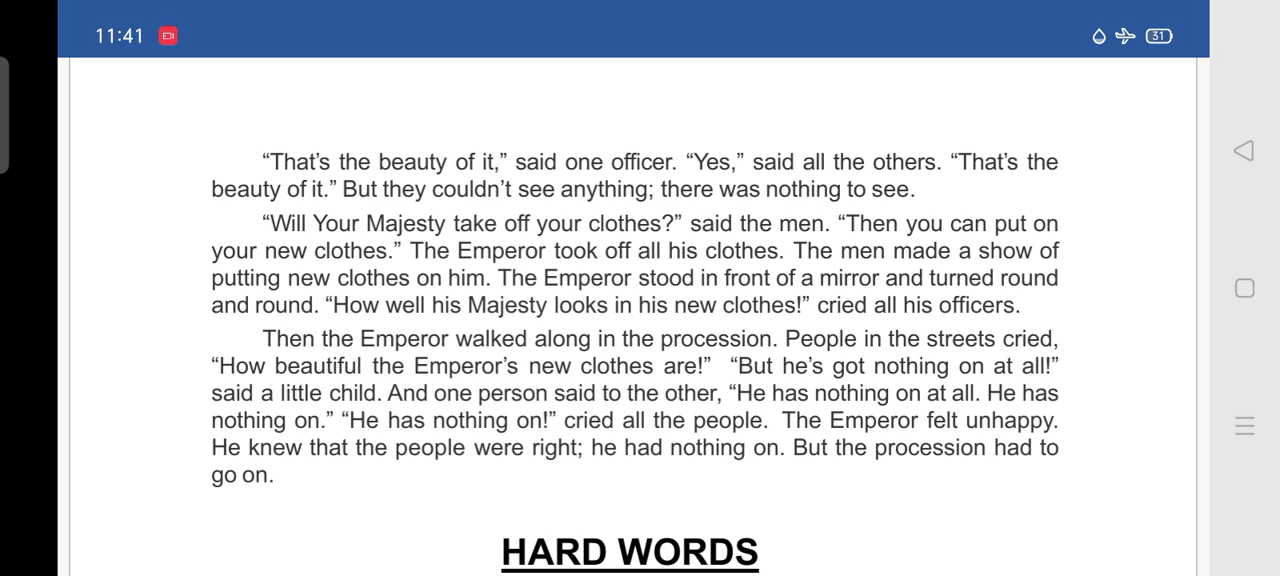 11:41
31
“That’s the beauty of it,” said one officer. “Yes,” said all the others. “That’s the
beauty of it.” But they couldn’t see anything; there was nothing to see.
“Will Your Majesty take off your clothes?” said the men. “Then you can put on
your new clothes.” The Emperor took off all his clothes. The men made a show of
putting new clothes on him. The Emperor stood in front of a mirror and turned round
and round. “How well his Majesty looks in his new clothes!” cried all his officers.
Then the Emperor walked along in the procession. People in the streets cried,
“How beautiful the Emperor’s new clothes are!” “But he’s got nothing on at all!”
said a little child. And one person said to the other, “He has nothing on at all. He has
nothing on.” “He has nothing on!” cried all the people. The Emperor felt unhappy.
He knew that the people were right; he had nothing on. But the procession had to
go on.
HARD WORDS